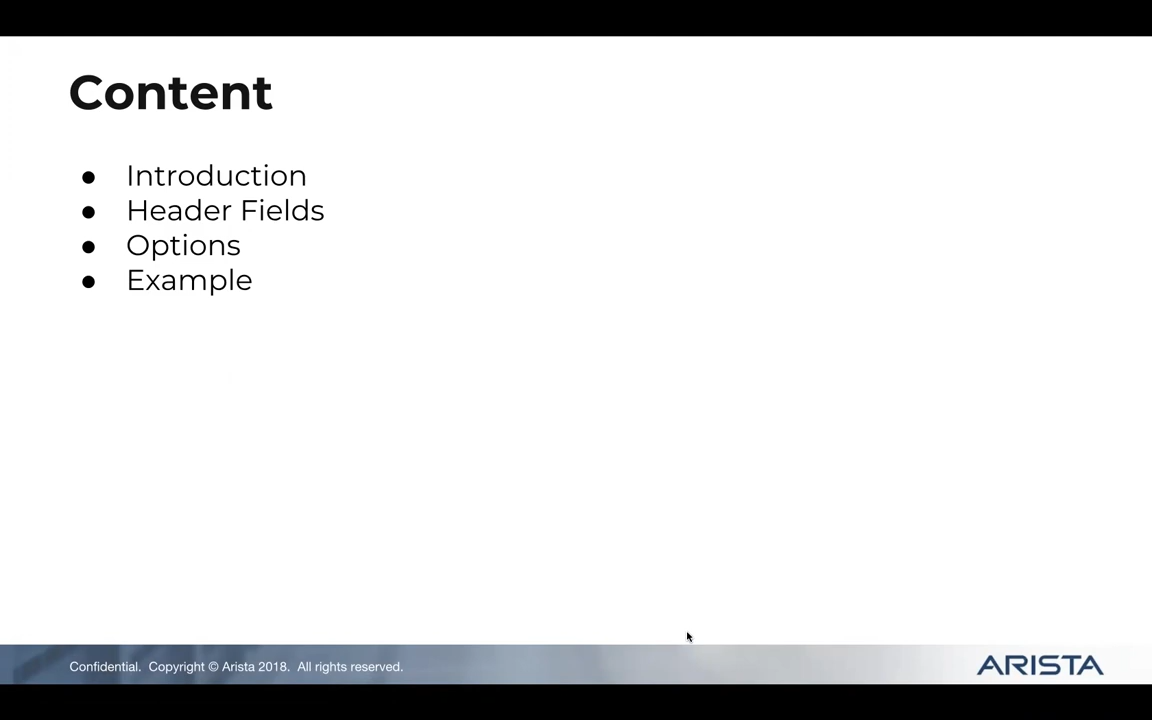 Content
● Introduction
● Header Fields
● Options
● Example
Confidential. Copyright © Arista 2018. All rights reserved.
ARISTA